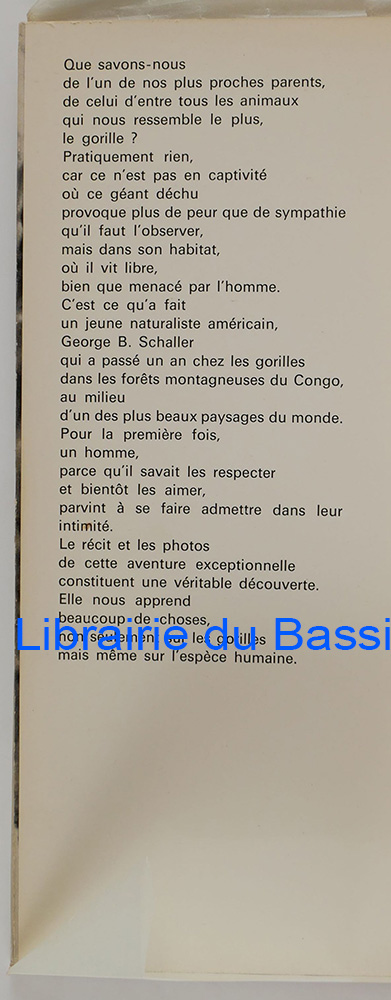 Que savons-nous
de l'un de nos plus proches parents,
de celui d'entre tous les animaux
qui nous ressemble le plus,
le gorille ?
Pratiquement rien,
car ce n'est pas en captivité
où ce géant déchu
provoque plus de peur que de sympathie
qu'il faut l'observer,
mais dans son habitat,
où il vit libre,
bien que menacé par l'homme.
C'est ce qu'a fait
un jeune naturaliste américain,
George B. Schaller
qui a passé un an chez les gorilles
dans les forêts montagneuses du Congo,
au milieu
d'un des plus beaux paysages du monde.
Pour la première fois,
un homme,
parce qu'il savait les respecter
et bientôt les aimer,
parvint à se faire admettre dans leur
intimité.
Le récit et les photos
de cette aventure exceptionnelle
constituent une véritable découverte.
Elle nous apprend
beaucoup de choses,
Librairie du Bassi
non seulement sur les gorilles
mais même sur l'espèce humaine.